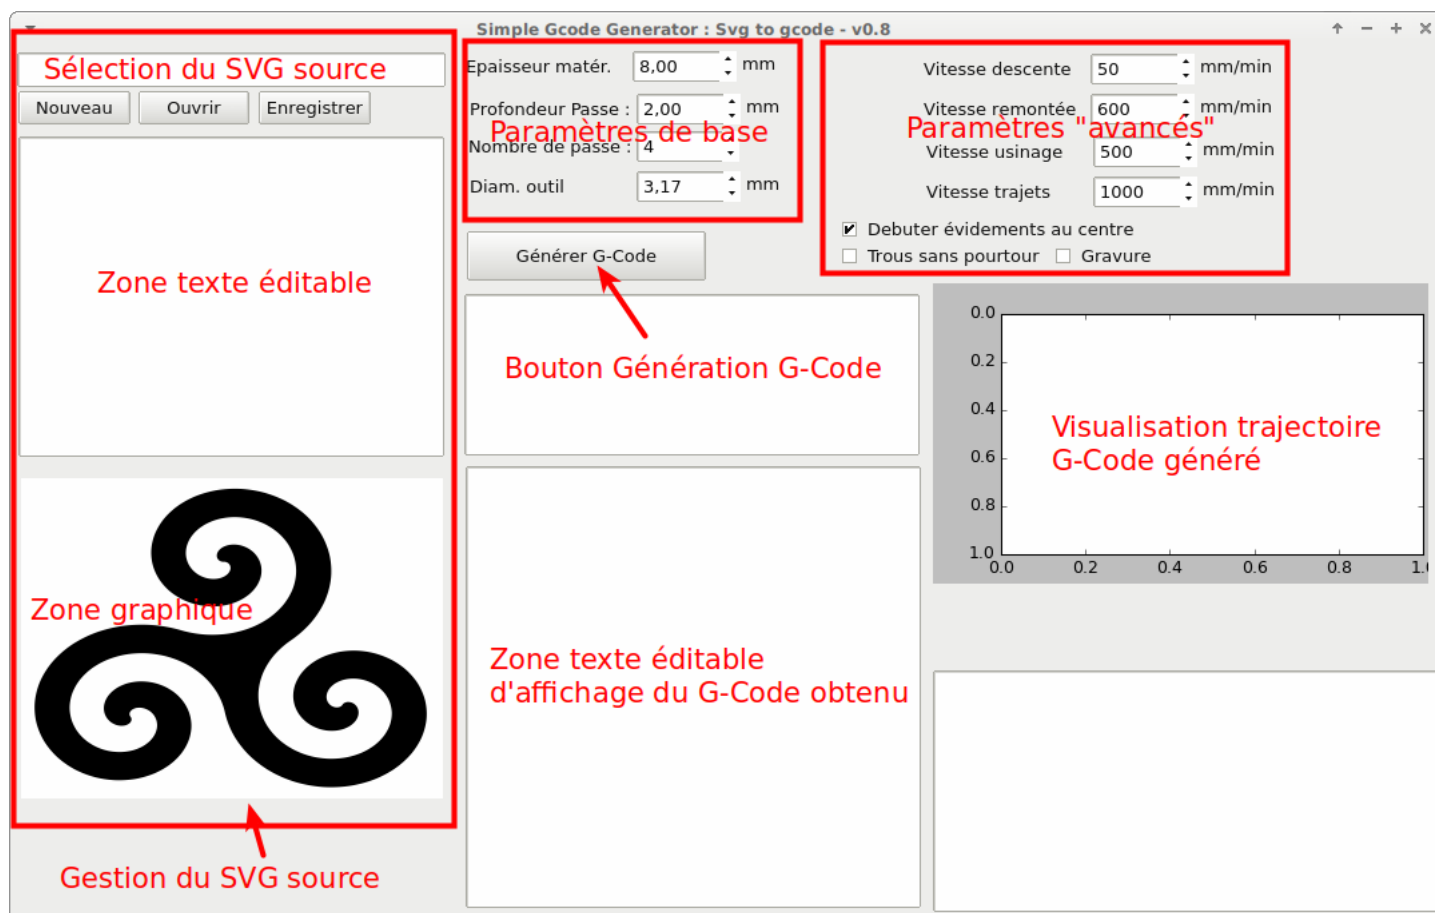 Simple Gcode Generator : Svg to gcode - v0.8
Sélection du SVG source
Nouveau Ouvrir Enregistrer
Zone texte éditable
Zone graphique
Gestion du SVG source
Epaisseur matér. 8,00 mm
Profondeur Passe : 2,00 mm
Paramètres de base
Nombre de passe : 4
Diam. outil 3,17 mm
Générer G-Code
Bouton Génération G-Code
Zone texte éditable
d'affichage du G-Code obtenu
Vitesse descente 50 mm/min
Vitesse remontée 600 mm/min
Paramètres "avancés"
Vitesse usinage 500 mm/min
Vitesse trajets 1000 mm/min
Debuter évidements au centre
Trous sans pourtour Gravure
0.0
0.2
0.4
Visualisation trajectoire
G-Code généré
0.6
0.8
1.0
0.0 0.2 0.4 0.6 0.8 1.